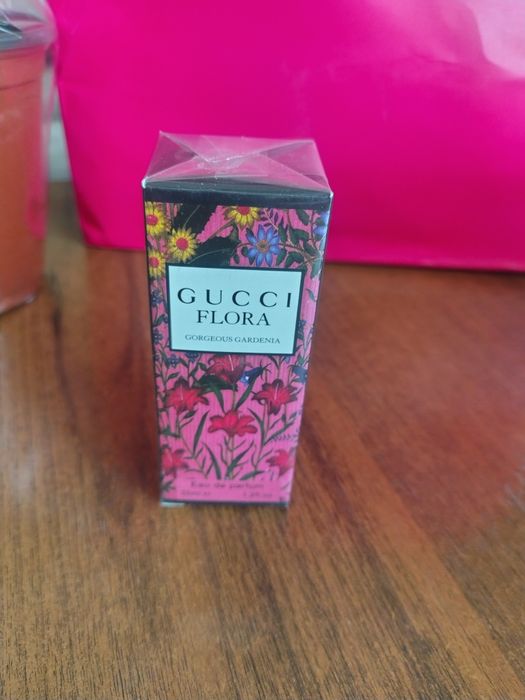 GUCCI
FLORA
GORGEOUS GARDENIA
Eau de parfum